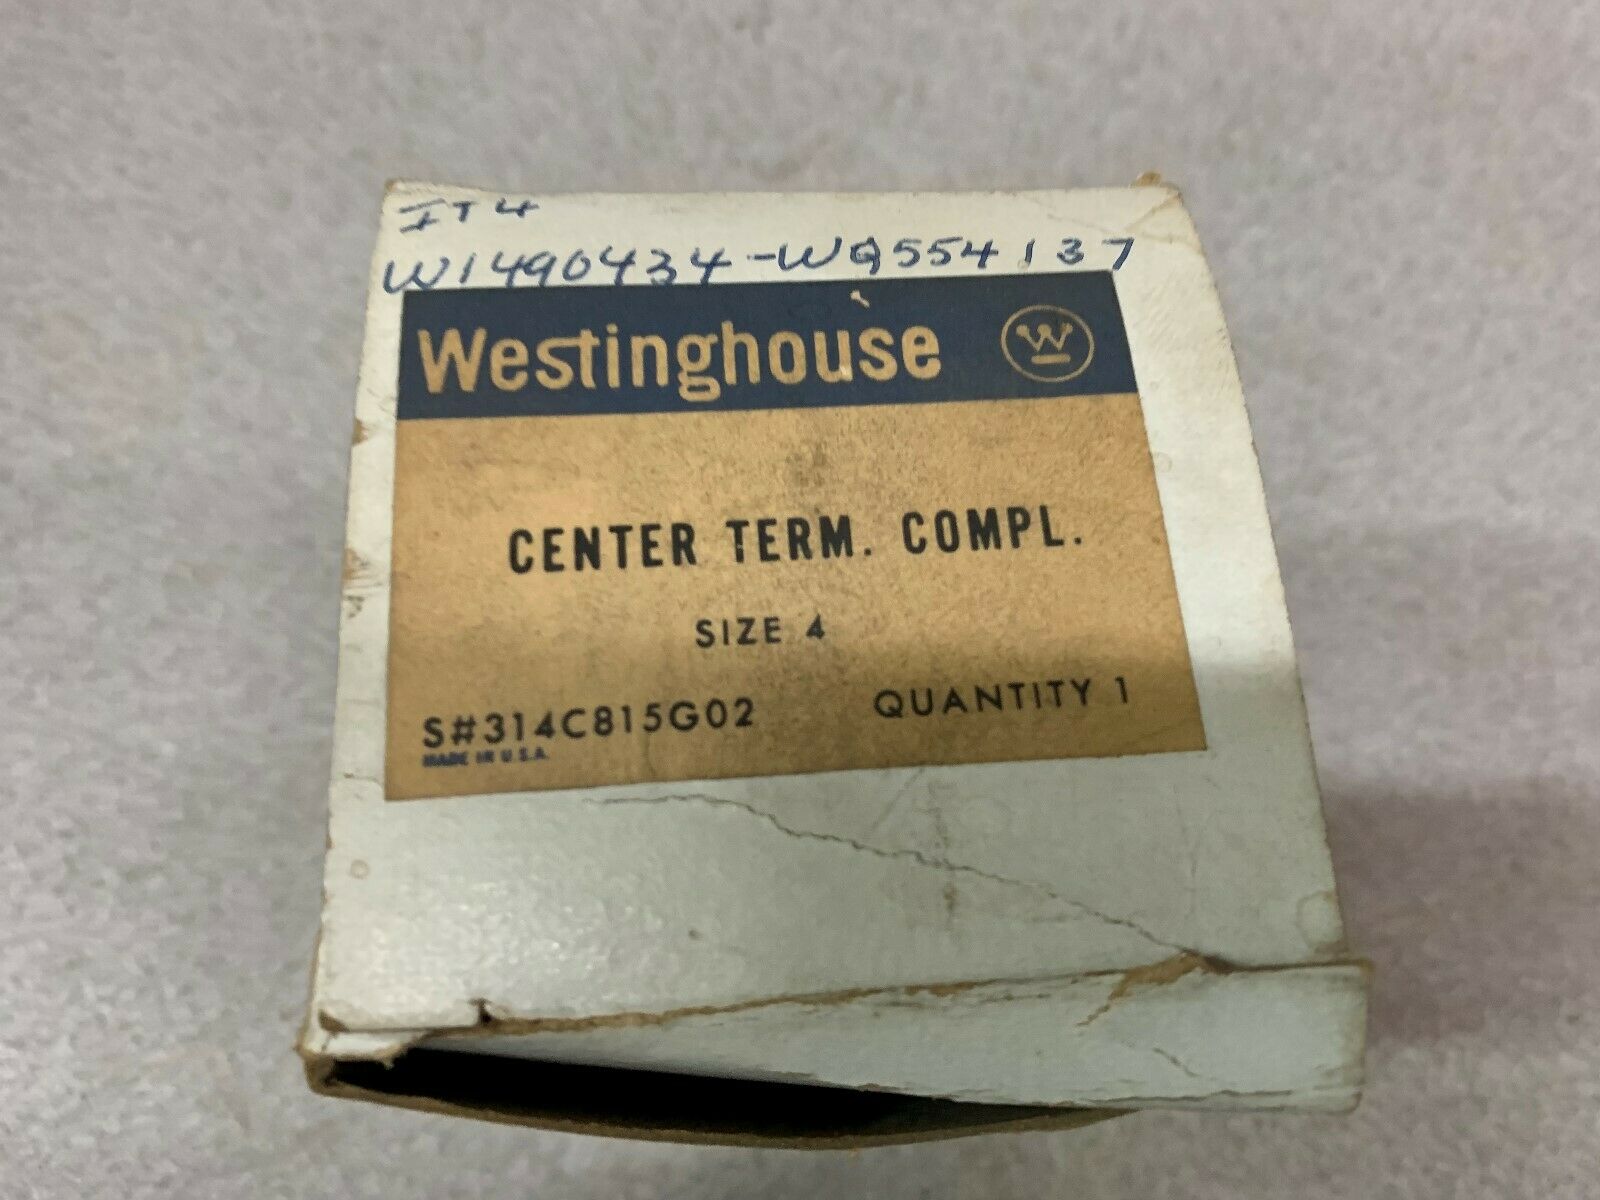 IT4
W1490434-WQ554137
Westinghouse W
CENTER TERM. COMPL.
SIZE 4
S#314C815G02 QUANTITY 1
MADE IN U.S.A.